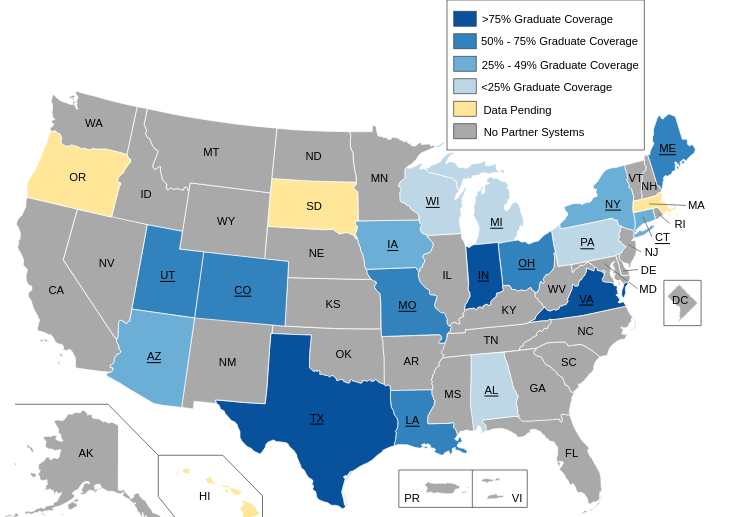 >75% Graduate Coverage
50% - 75% Graduate Coverage
25% - 49% Graduate Coverage
<25% Graduate Coverage
Data Pending
No Partner Systems
WA
ME
MT
ND
VT
MN
OR
NH
ID
SD
WI
NY
MA
WY
MI
RI
IA
PA
CT
NV
NE
NJ
UT
IL
IN
OH
DE
CO
WV
MD
CA
KS
MO
VA
DC
KY
NC
TN
AZ
NM
OK
AR
SC
MS
AL
GA
TX
LA
AK
FL
HI
PR
VI